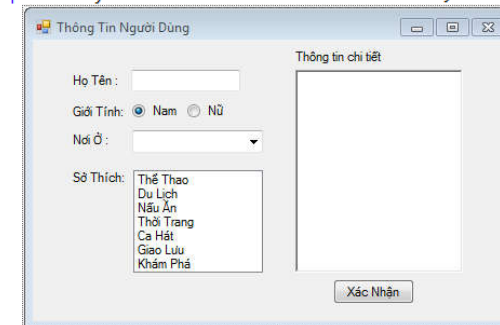 Thông Tin Người Dùng
Thông tin chi tiết
Họ Tên :
Giới Tính: Nam Nữ
Nơi Ở :
Sở Thích:
Thể Thao
Du Lịch
Nấu Ăn
Thời Trang
Ca Hát
Giao Lưu
Khám Phá
Xác Nhận